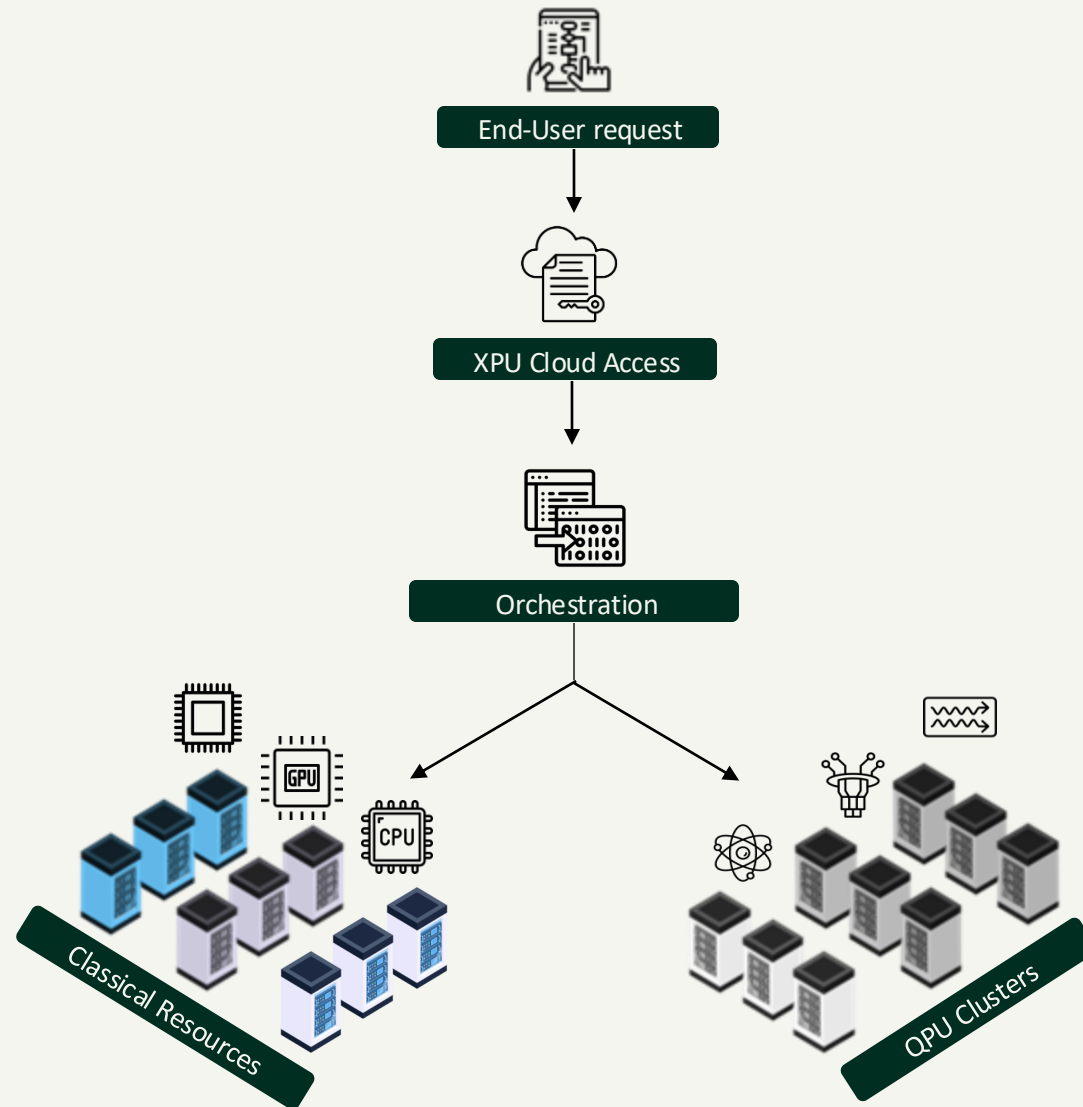 End-User request
XPU Cloud Access
Orchestration
GPU
CPU
Classical Resources
QPU Clusters